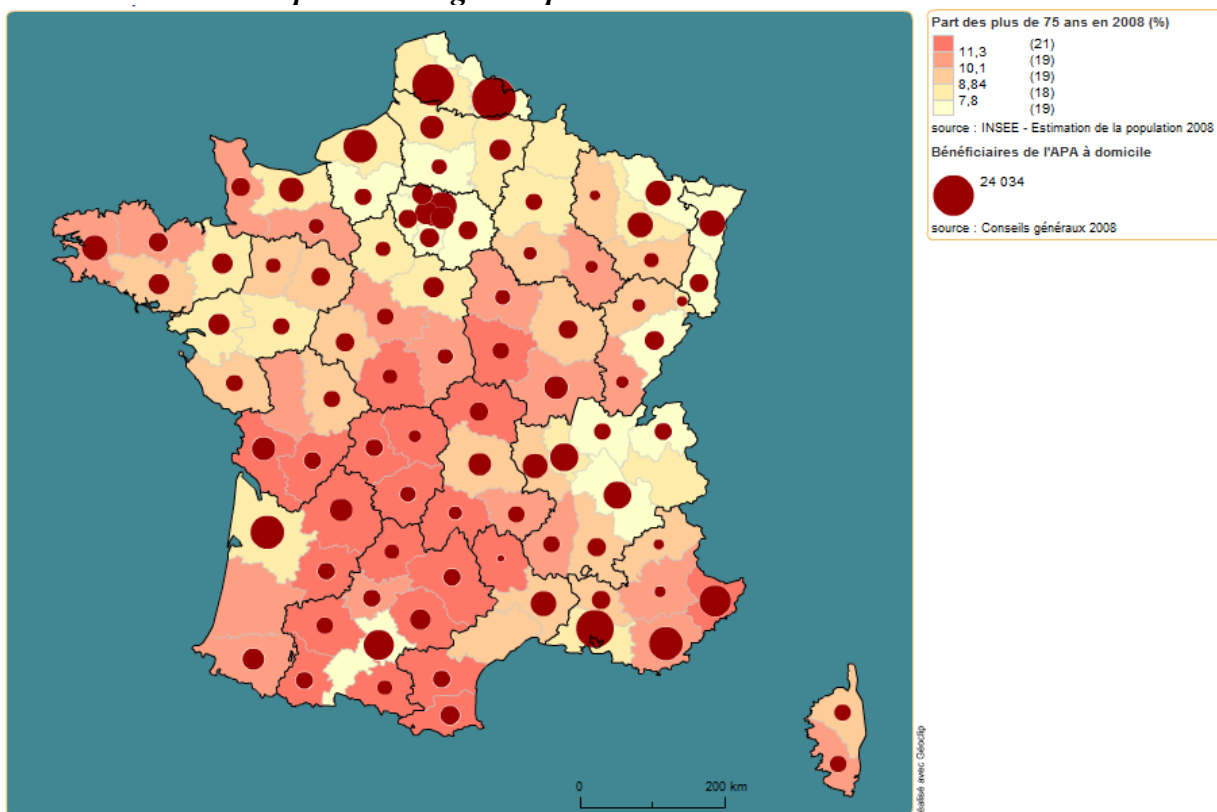 Part des plus de 75 ans en 2008 (%)
(21)
11,3
(19)
10,1
(19)
8,84
(18)
7,8
(19)
source : INSEE - Estimation de la population 2008
Bénéficiaires de l'APA à domicile
24 034
source : Conseils généraux 2008
0
200 km
éalisé avec Géoclip